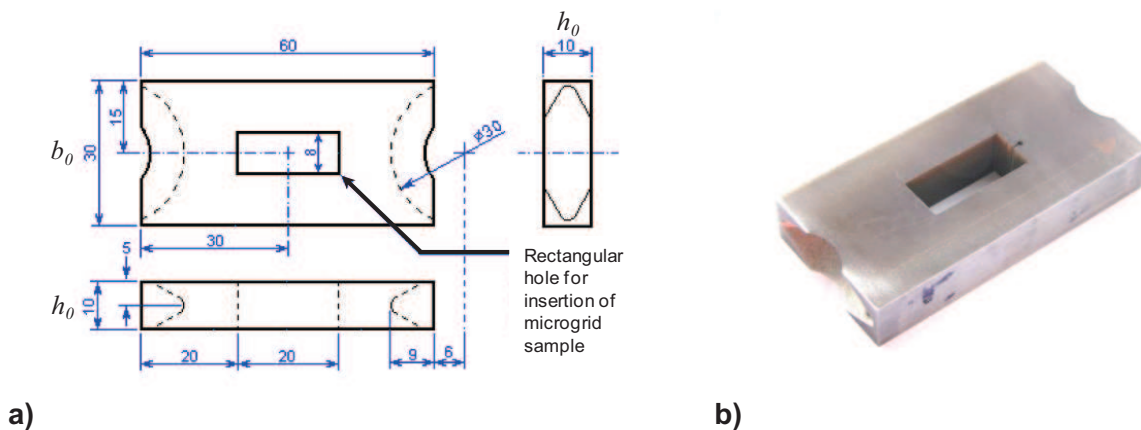 h0
60
10
15
b0
30
8
ø30
30
5
h0
10
Rectangular
hole for
insertion of
microgrid
sample
20
20
9
6
a)
b)